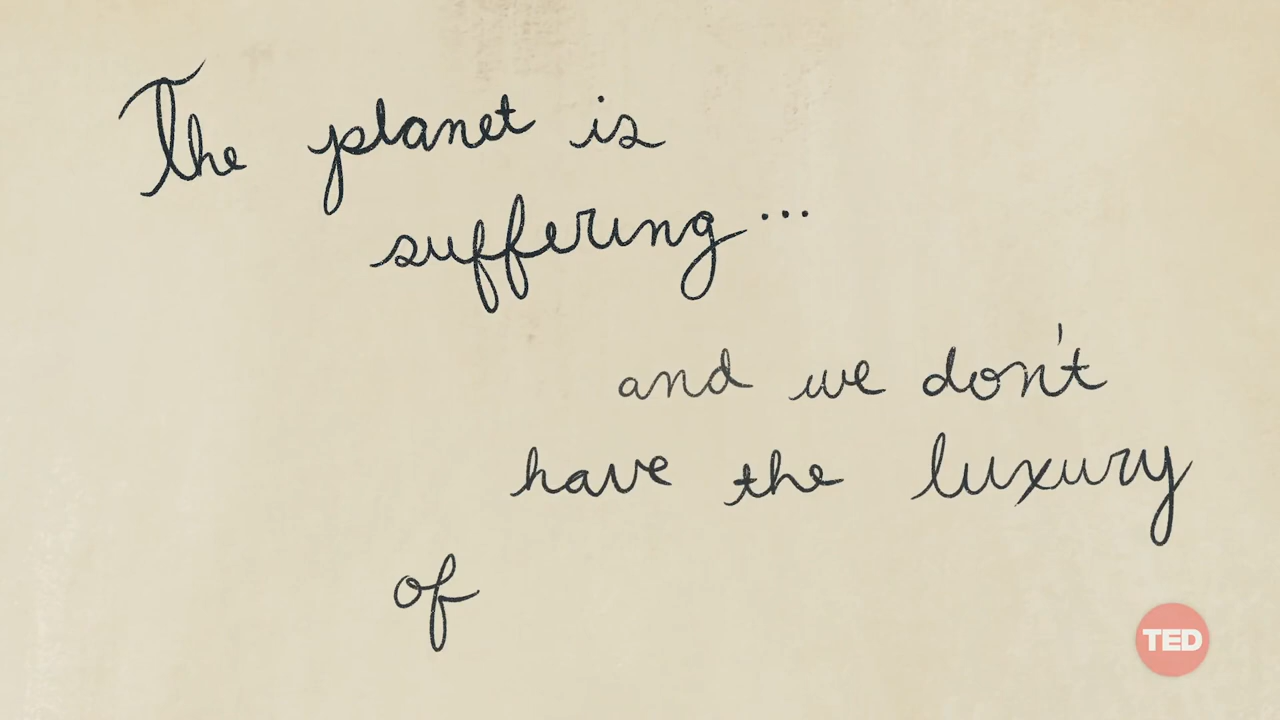 The planet is
suffering...
and we don't
have the luxury
of
TED